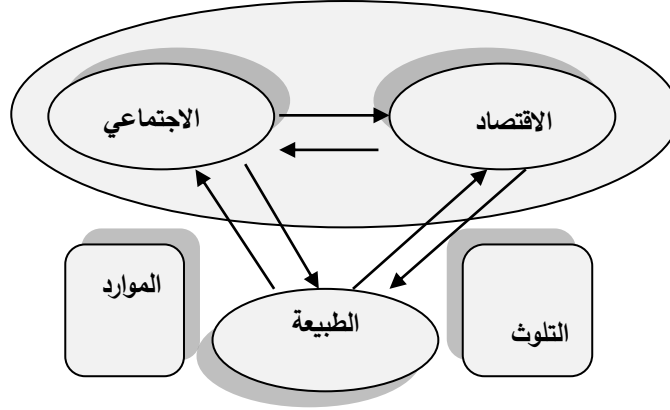 الاقتصاد
الاجتماعي
الموارد
الطبيعة
التلوث